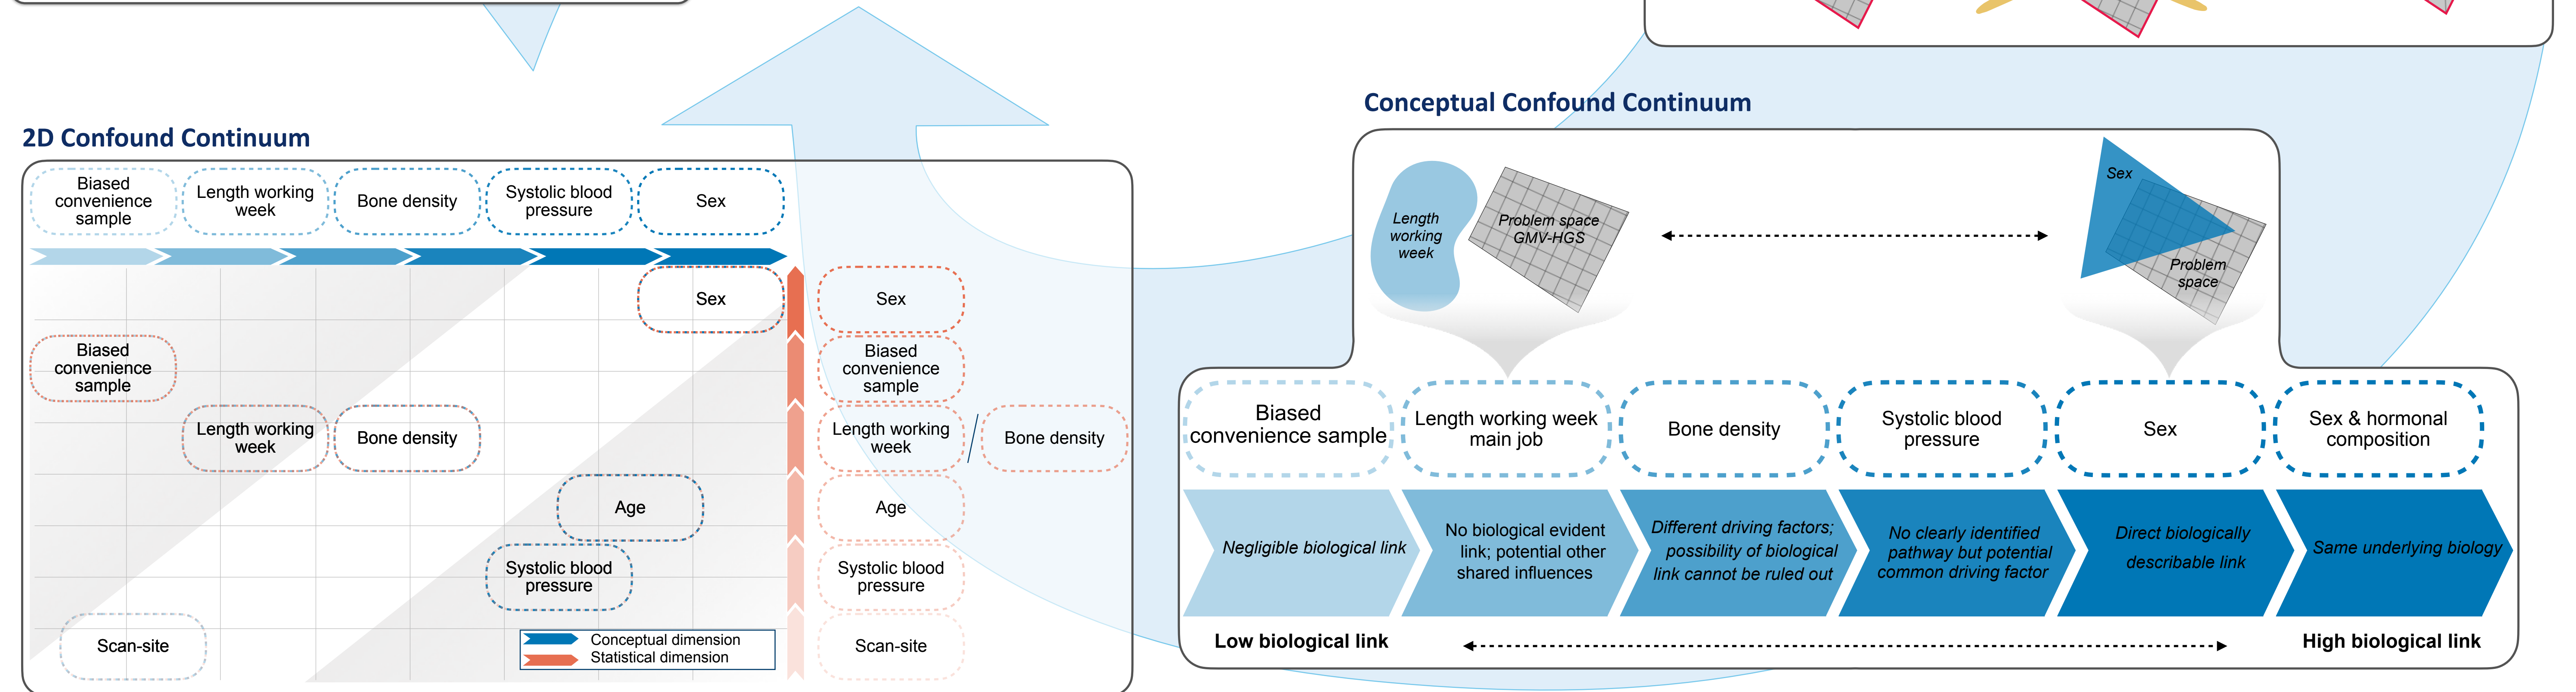 2D Confound Continuum
Biased
convenience
sample
Length working
week
Bone density
Systolic blood
pressure
Sex
Sex
Sex
Biased
convenience
sample
Biased
convenience
sample
Length working
week
Bone density
Length working
week
/
Bone density
Age
Age
Systolic blood
pressure
Systolic blood
pressure
Scan-site
Conceptual dimension
Statistical dimension
Scan-site
Conceptual Confound Continuum
Length
working
week
Problem space
GMV-HGS
Sex
Problem
space
Biased
convenience sample
Length working week
main job
Bone density
Systolic blood
pressure
Sex
Sex & hormonal
composition
Negligible biological link
No biological evident
link; potential other
shared influences
Different driving factors;
possibility of biological
link cannot be ruled out
No clearly identified
pathway but potential
common driving factor
Direct biologically
describable link
Same underlying biology
Low biological link
High biological link